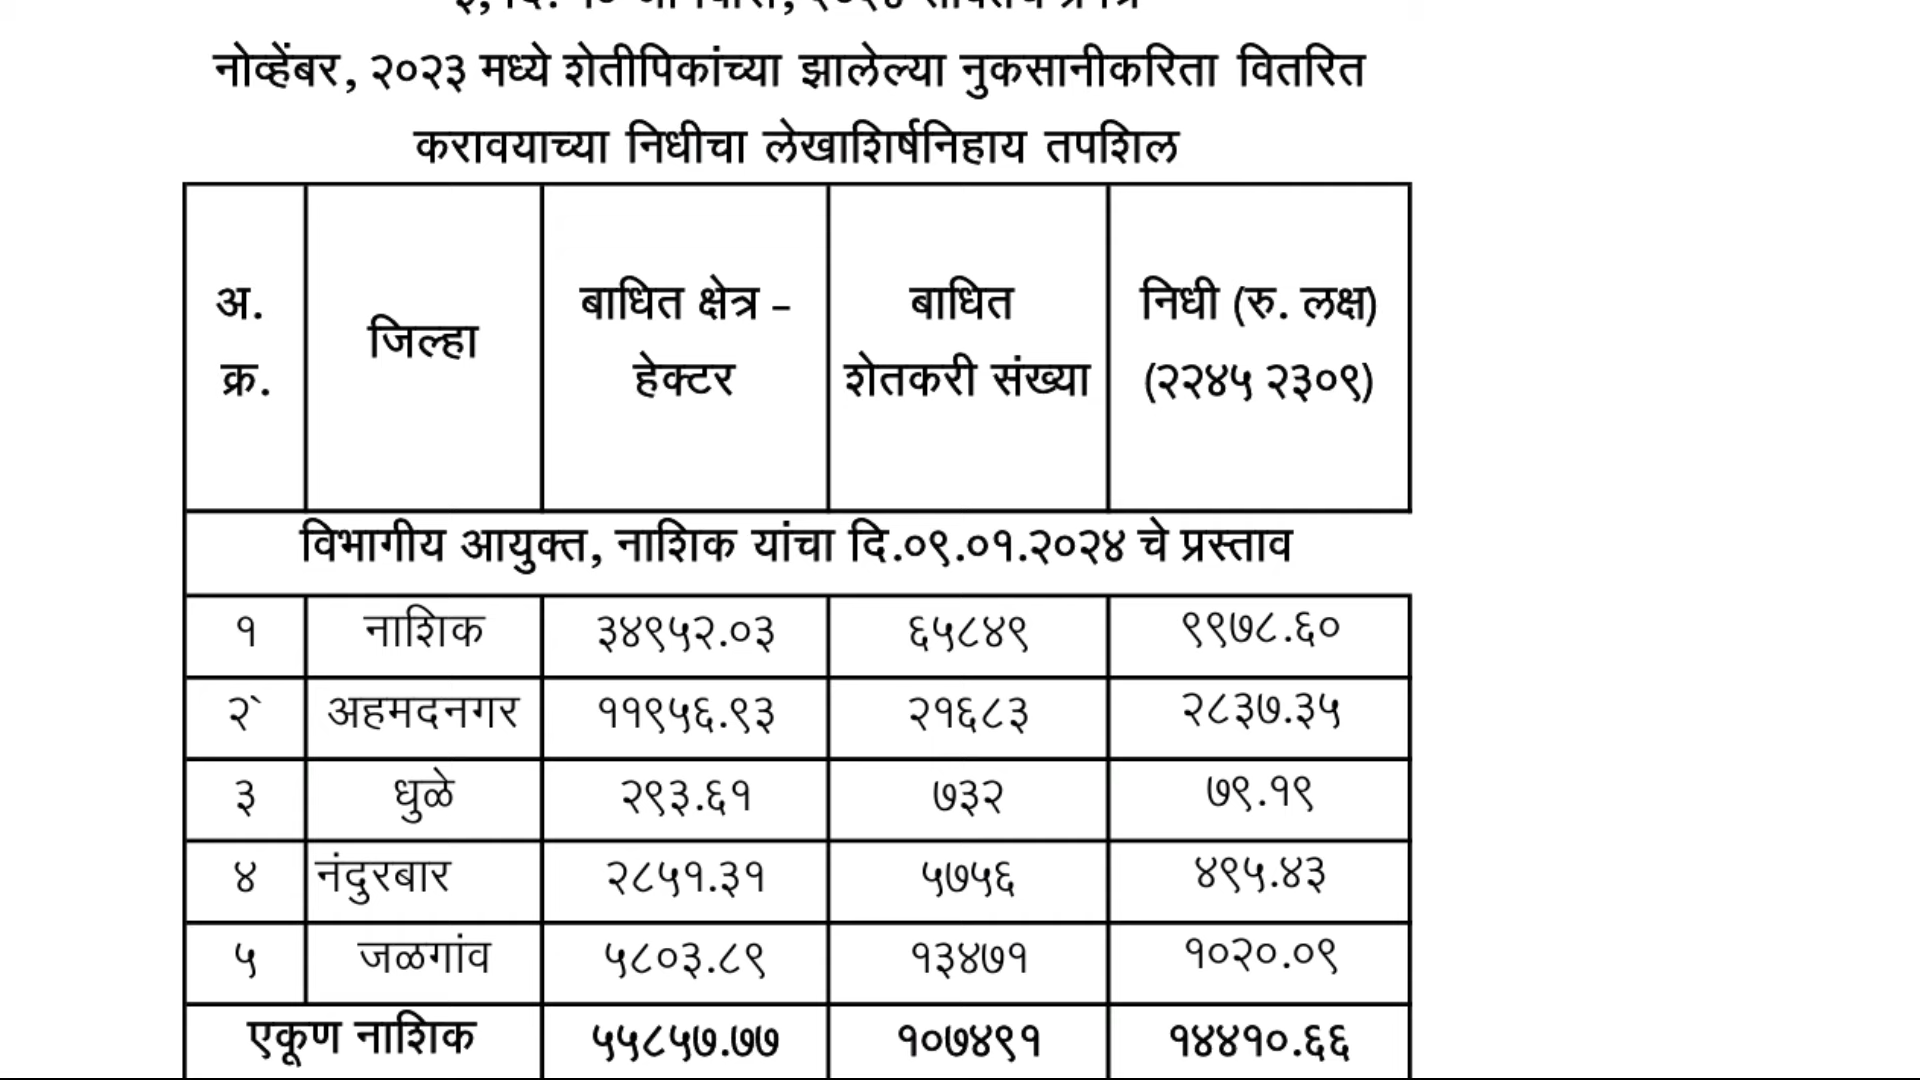 नोव्हेंबर, २०२३ मध्ये शेतीपिकांच्या झालेल्या नुकसानीकरिता वितरित
करावयाच्या निधीचा लेखाशिर्षनिहाय तपशिल
अ. क्र. जिल्हा बाधित क्षेत्र - हेक्टर बाधित शेतकरी संख्या निधी (रु. लक्ष) (२२४५ २३०९)
विभागीय आयुक्त, नाशिक यांचा दि.०९.०१.२०२४ चे प्रस्ताव
१ नाशिक ३४९५२.०३ ६५८४९ ९९७८.६०
२` अहमदनगर ११९५६.९३ २१६८३ २८३७.३५
३ धुळे २९३.६१ ७३२ ७९.१९
४ नंदुरबार २८५१.३१ ५७५६ ४९५.४३
५ जळगांव ५८०३.८९ १३४७१ १०२०.०९
एकूण नाशिक ५५८५७.७७ १०७४९१ १४४१०.६६